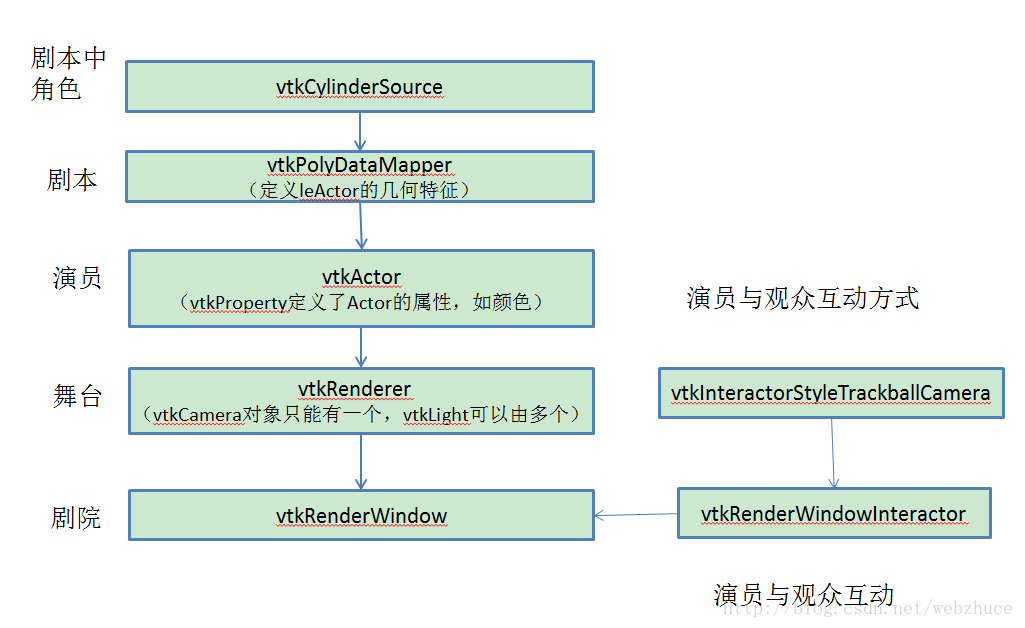 剧本中
角色
vtkCylinderSource
剧本
vtkPolyDataMapper
（定义leActor的几何特征）
演员
vtkActor
（vtkProperty定义了Actor的属性，如颜色）
演员与观众互动方式
舞台
vtkRenderer
（vtkCamera对象只能有一个，vtkLight可以由多个）
vtkInteractorStyleTrackballCamera
剧院
vtkRenderWindow
vtkRenderWindowInteractor
演员与观众互动
http://blog.csdn.net/webzhuce